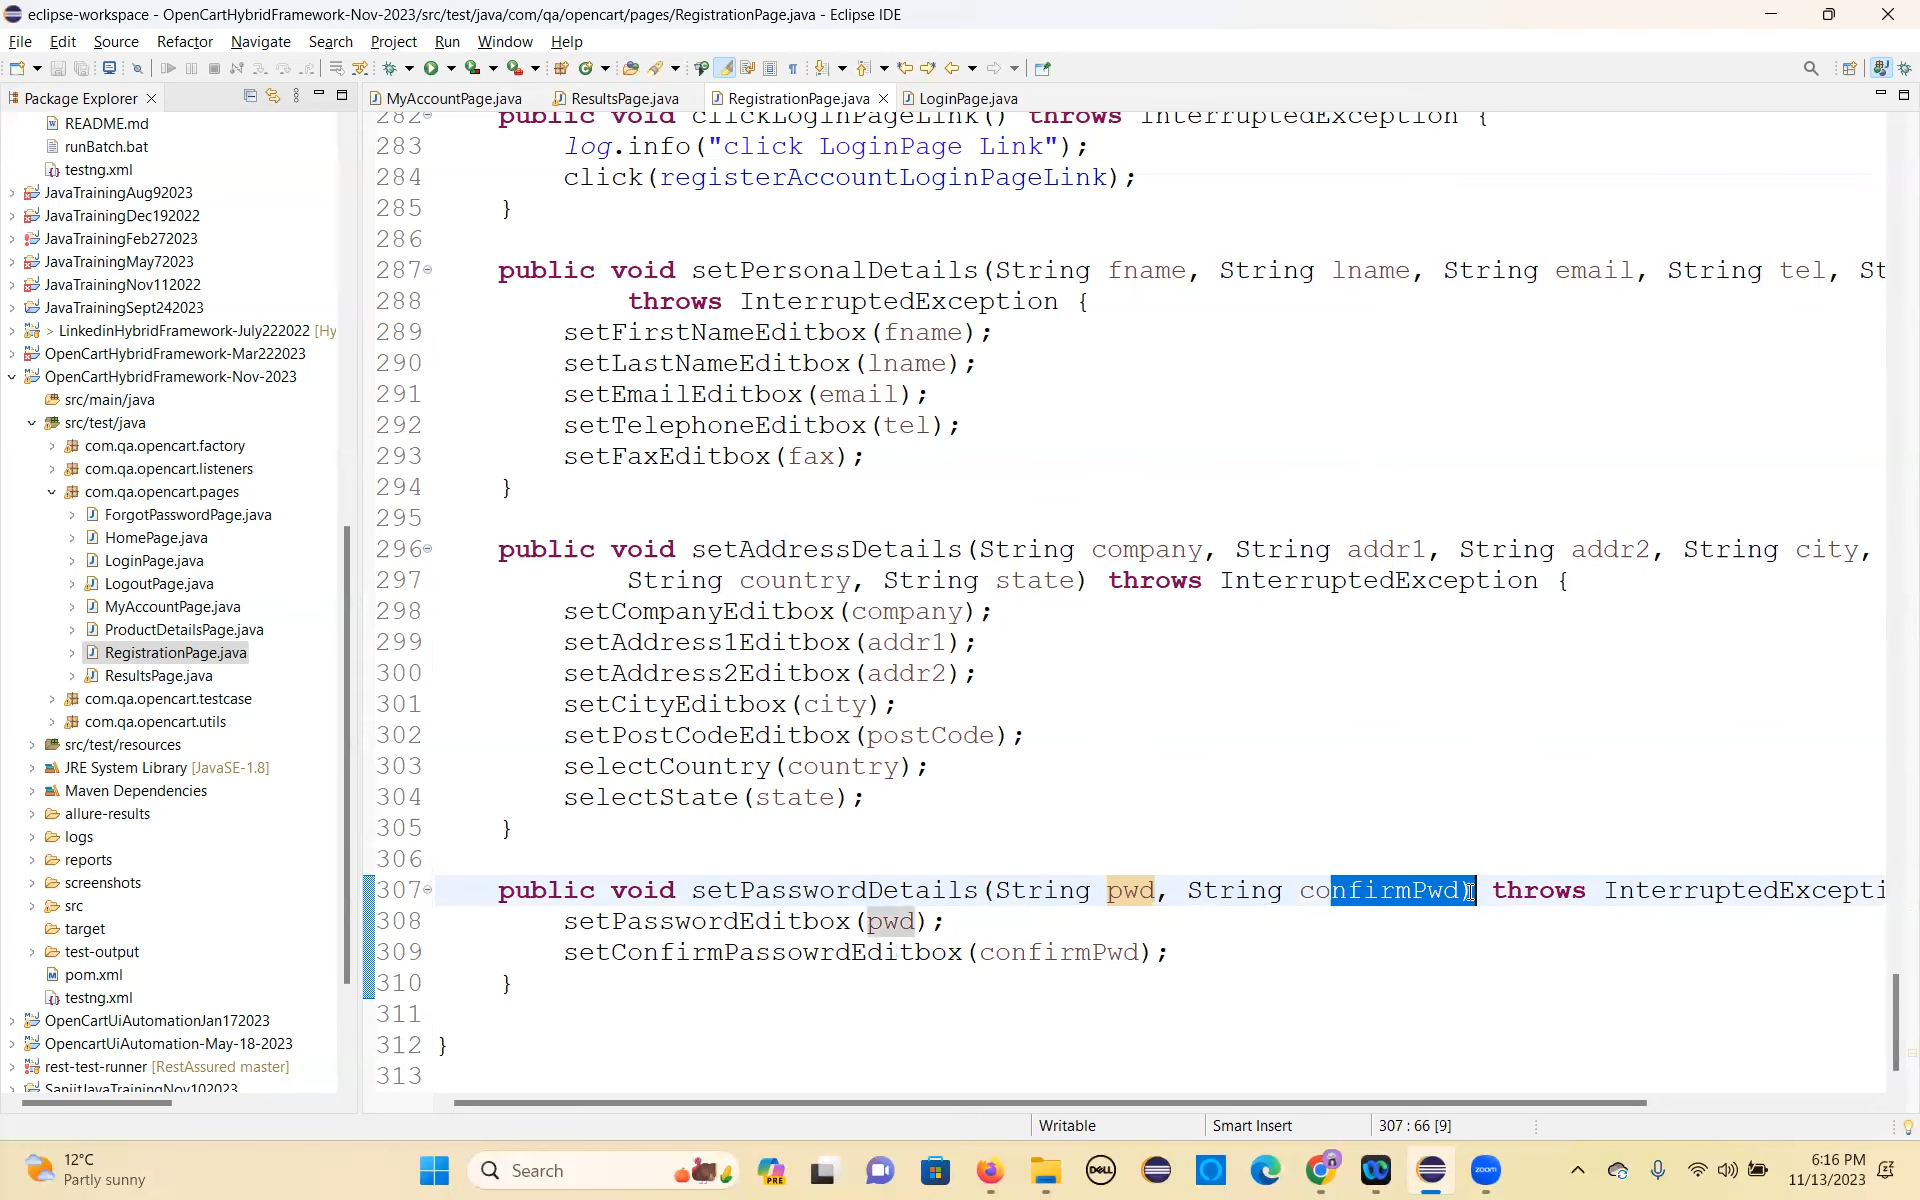 eclipse-workspace - OpenCartHybridFramework-Nov-2023/src/test/java/com/qa/opencart/pages/RegistrationPage.java - Eclipse IDE
File Edit Source Refactor Navigate Search Project Run Window Help
Package Explorer
MyAccountPage.java ResultsPage.java RegistrationPage.java LoginPage.java
README.md
runBatch.bat
testng.xml
JavaTrainingAug92023
JavaTrainingDec192022
JavaTrainingFeb272023
JavaTrainingMay72023
JavaTrainingNov112022
JavaTrainingSept242023
> LinkedinHybridFramework-July222022 [Hy
OpenCartHybridFramework-Mar222023
OpenCartHybridFramework-Nov-2023
src/main/java
src/test/java
com.qa.opencart.factory
com.qa.opencart.listeners
com.qa.opencart.pages
ForgotPasswordPage.java
HomePage.java
LoginPage.java
LogoutPage.java
MyAccountPage.java
ProductDetailsPage.java
RegistrationPage.java
ResultsPage.java
com.qa.opencart.testcase
com.qa.opencart.utils
src/test/resources
JRE System Library [JavaSE-1.8]
Maven Dependencies
allure-results
logs
reports
screenshots
src
target
test-output
pom.xml
testng.xml
OpenCartUiAutomationJan172023
OpencartUiAutomation-May-18-2023
rest-test-runner [RestAssured master]
SanjitJavaTrainingNov102023
282 public void clickLoginPageLink() throws InterruptedException {
283 log.info("click LoginPage Link");
284 click(registerAccountLoginPageLink);
285 }
286
287 public void setPersonalDetails(String fname, String lname, String email, String tel, St
288 throws InterruptedException {
289 setFirstNameEditbox(fname);
290 setLastNameEditbox(lname);
291 setEmailEditbox(email);
292 setTelephoneEditbox(tel);
293 setFaxEditbox(fax);
294 }
295
296 public void setAddressDetails(String company, String addr1, String addr2, String city,
297 String country, String state) throws InterruptedException {
298 setCompanyEditbox(company);
299 setAddress1Editbox(addr1);
300 setAddress2Editbox(addr2);
301 setCityEditbox(city);
302 setPostCodeEditbox(postCode);
303 selectCountry(country);
304 selectState(state);
305 }
306
307 public void setPasswordDetails(String pwd, String confirmPwd) throws InterruptedExcepti
308 setPasswordEditbox(pwd);
309 setConfirmPassowrdEditbox(confirmPwd);
310 }
311
312 }
313
Writable Smart Insert 307 : 66 [9]
12°C
Partly sunny
Search
PRE
DELL
zoom
6:16 PM
11/13/2023